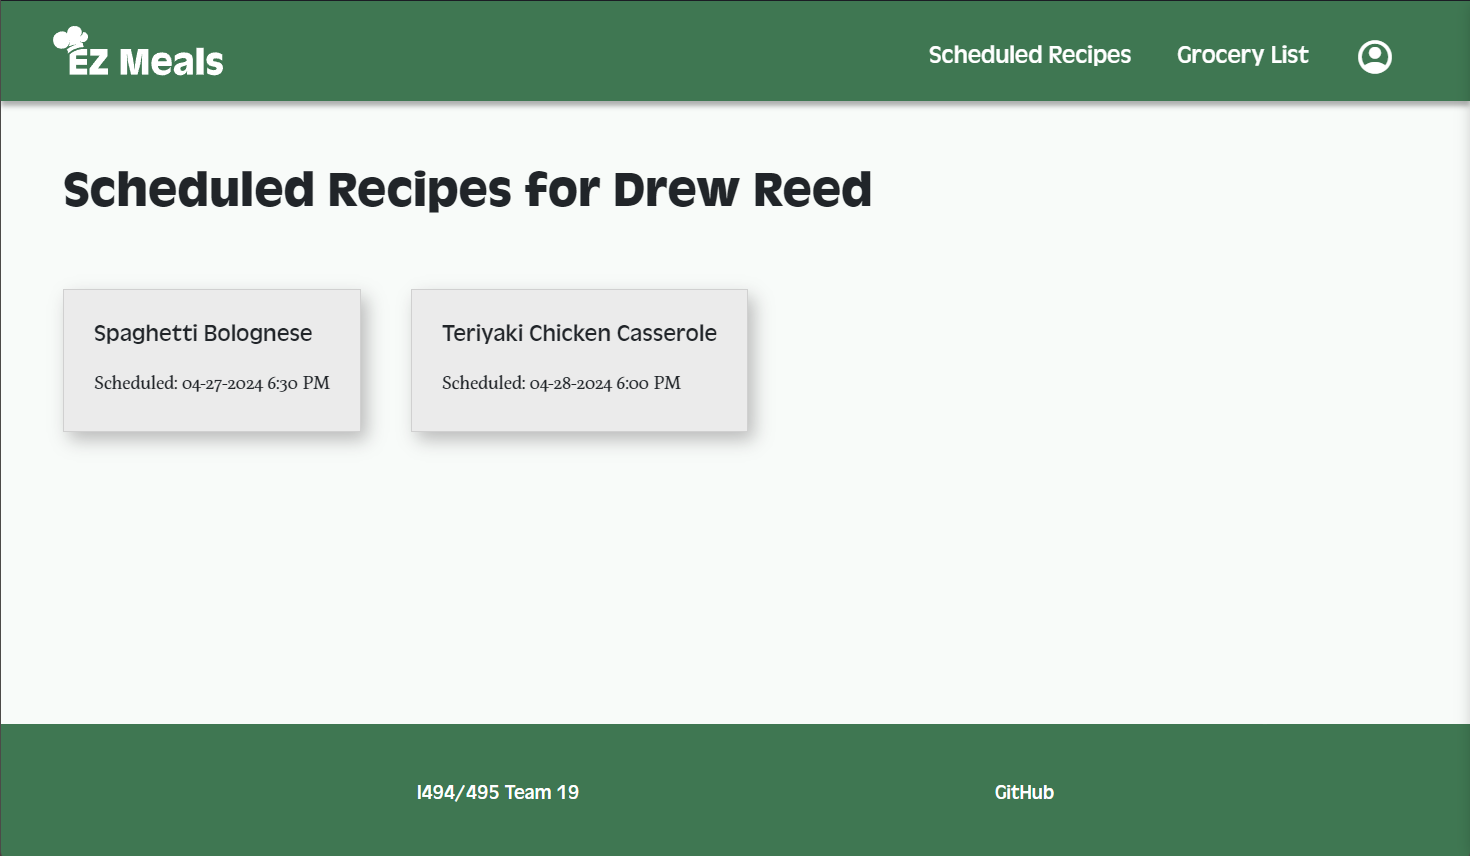 EZ Meals
Scheduled Recipes
Grocery List
Scheduled Recipes for Drew Reed
Spaghetti Bolognese
Scheduled: 04-27-2024 6:30 PM
Teriyaki Chicken Casserole
Scheduled: 04-28-2024 6:00 PM
I494/495 Team 19
GitHub